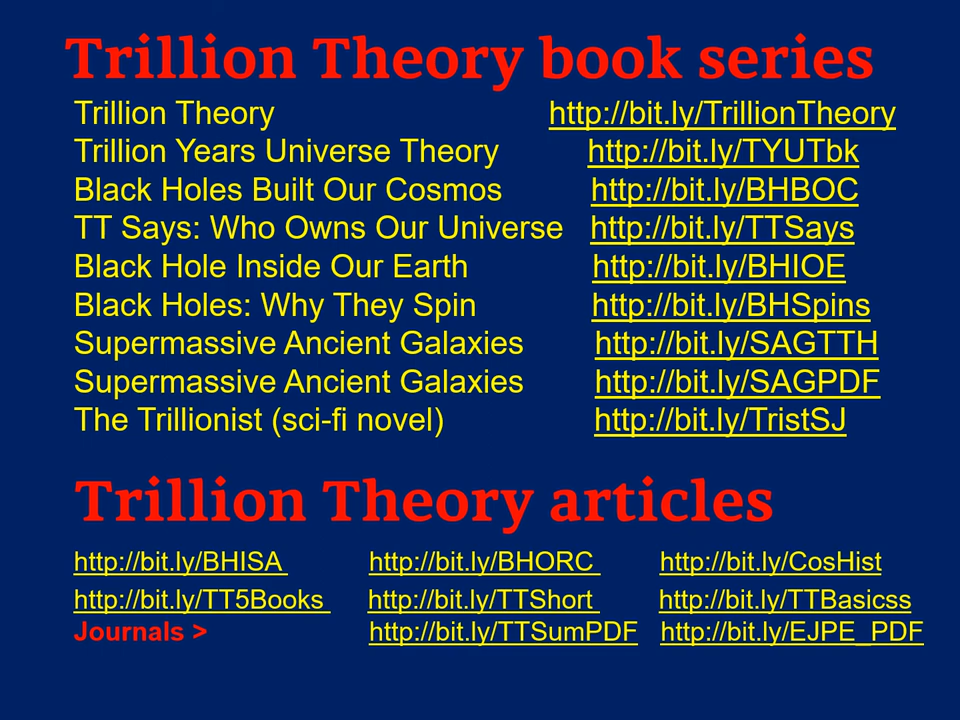 Trillion Theory book series
Trillion Theory http://bit.ly/TrillionTheory
Trillion Years Universe Theory http://bit.ly/TYUTbk
Black Holes Built Our Cosmos http://bit.ly/BHBOC
TT Says: Who Owns Our Universe http://bit.ly/TTSays
Black Hole Inside Our Earth http://bit.ly/BHIOE
Black Holes: Why They Spin http://bit.ly/BHSpins
Supermassive Ancient Galaxies http://bit.ly/SAGTTH
Supermassive Ancient Galaxies http://bit.ly/SAGPDF
The Trillionist (sci-fi novel) http://bit.ly/TristSJ
Trillion Theory articles
http://bit.ly/BHISA http://bit.ly/BHORC http://bit.ly/CosHist
http://bit.ly/TT5Books http://bit.ly/TTShort http://bit.ly/TTBasicss
Journals > http://bit.ly/TTSumPDF http://bit.ly/EJPE_PDF